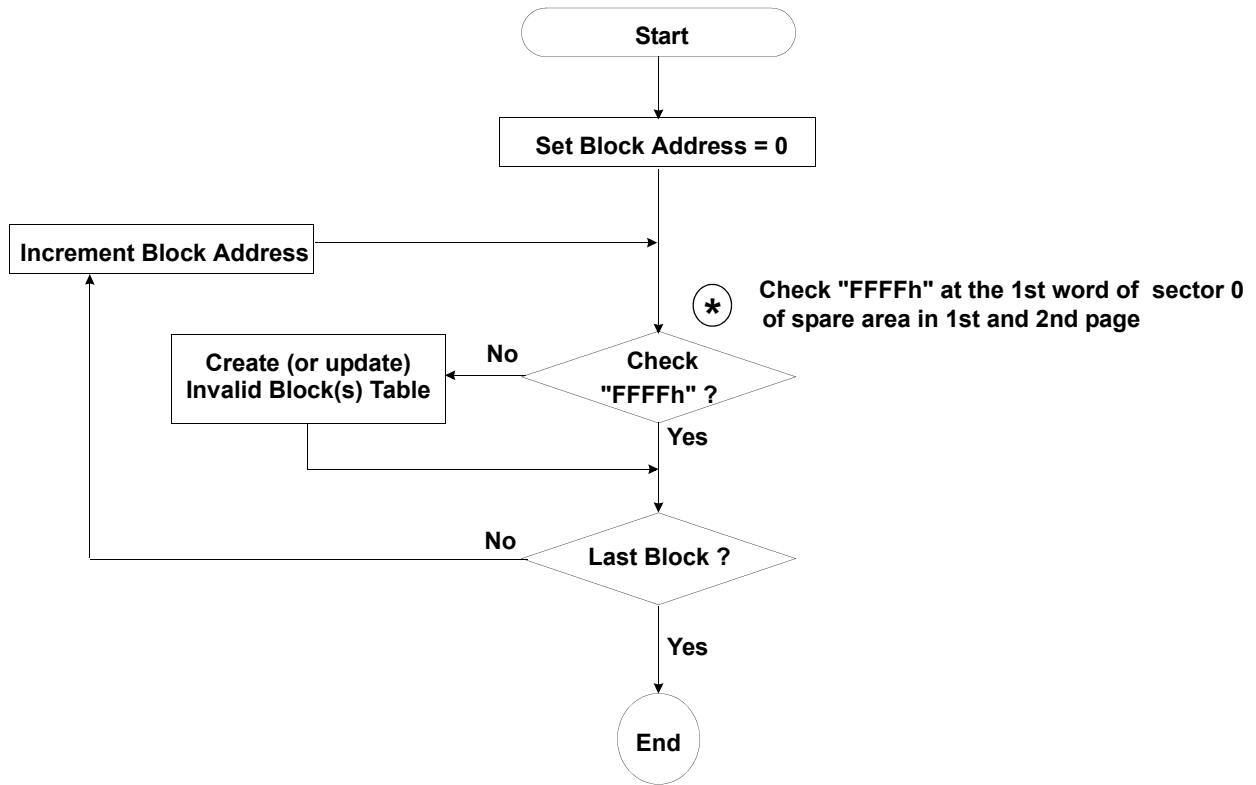 Start
Set Block Address = 0
Increment Block Address
*
Check "FFFFh" at the 1st word of sector 0
of spare area in 1st and 2nd page
Create (or update)
Invalid Block(s) Table
No
Check
"FFFFh" ?
Yes
No
Last Block ?
Yes
End